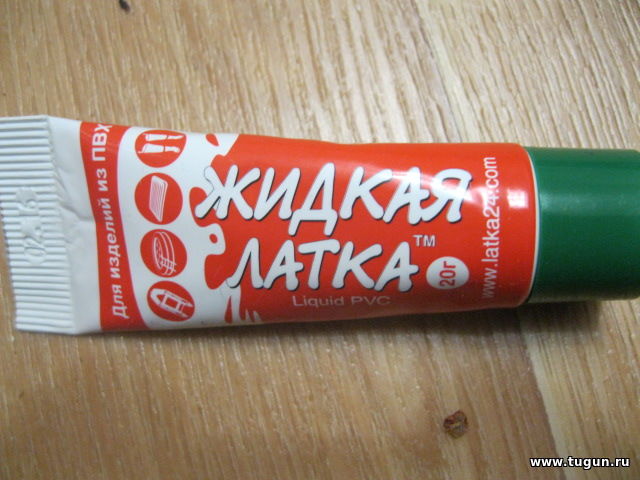 Для изделий из ПВХ
ЖИДКАЯ
ЛАТКА™
Liquid PVC
20г
www.latka24.com
www.tugun.ru